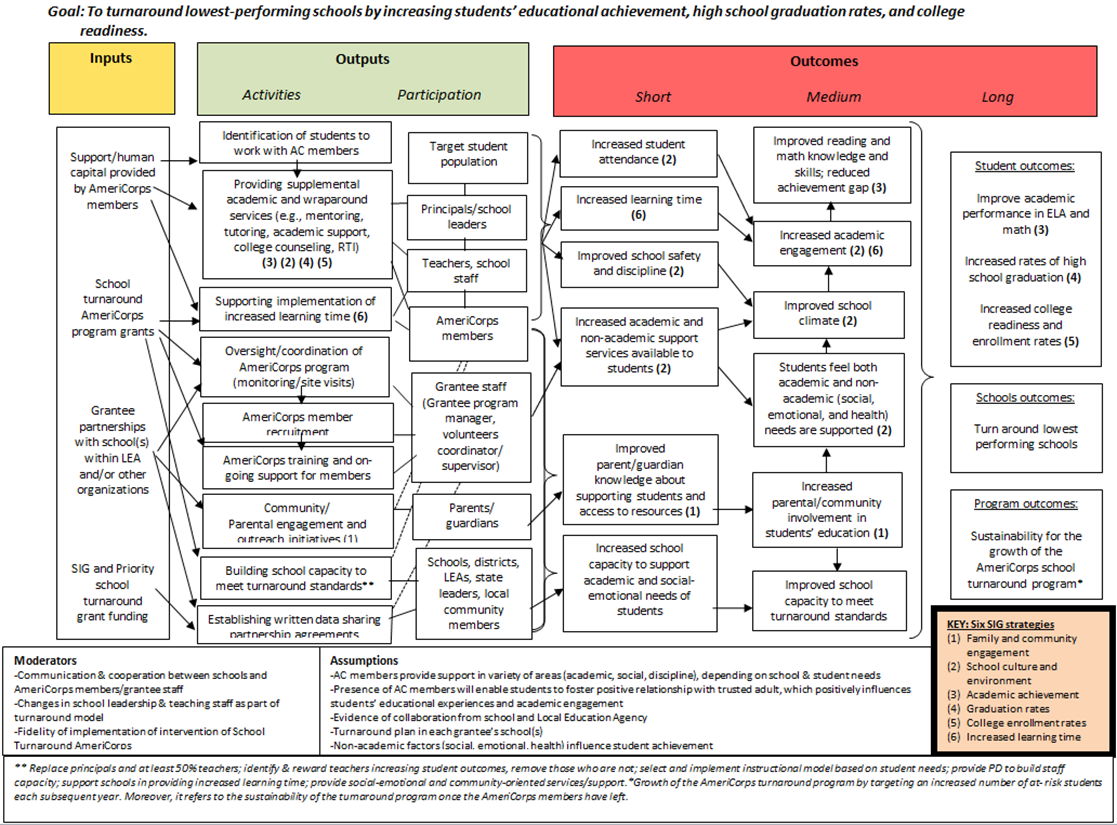 Goal: To turnaround lowest-performing schools by increasing students' educational achievement, high school graduation rates, and college
readiness.
Inputs
Outputs
Activities
Participation
Outcomes
Short
Medium
Long
Support/human
capital provided by
AmeriCorps
members
School
turnaround
AmeriCorps
program grants
Grantee
partnerships
with school(s)
within LEA
and/or other
organizations
SIG and Priority
school
turnaround
grant funding
Identification of students to
work with AC members
Providing supplemental
academic and wraparound
services (e.g., mentoring,
tutoring, academic support,
college counseling, RTI)
(3) (2) (4) (5)
Supporting implementation of
increased learning time (6)
Oversight/coordination of
AmeriCorps program
(monitoring/site visits)
AmeriCorps member
recruitment
AmeriCorps training and on-
going support for members
Community/
Parental engagement and
outreach initiatives (1)
Building school capacity to
meet turnaround standards**
Establishing written data sharing
partnership agreements
Target student
population
Principals/school
leaders
Teachers, school
staff
AmeriCorps
members
Grantee staff
(Grantee program
manager,
volunteers
coordinator/
supervisor)
Parents/
guardians
Schools, districts,
LEAs, state
leaders, local
community
members
Increased student
attendance (2)
Increased learning time
(6)
Improved school safety
and discipline (2)
Increased academic and
non-academic support
services available to
students (2)
Improved
parent/guardian
knowledge about
supporting students and
access to resources (1)
Increased school
capacity to support
academic and social-
emotional needs of
students
Improved reading and
math knowledge and
skills; reduced
achievement gap (3)
Increased academic
engagement (2) (6)
Improved school
climate (2)
Students feel both
academic and non-
academic (social,
emotional, and health)
needs are supported (2)
Increased
parental/community
involvement in
students' education (1)
Improved school
capacity to meet
turnaround standards
Student outcomes:
Improve academic
performance in ELA and
math (3)
Increased rates of high
school graduation (4)
Increased college
readiness and
enrollment rates (5)
Schools outcomes:
Turn around lowest
performing schools
Program outcomes:
Sustainability for the
growth of the
AmeriCorps school
turnaround program*
KEY: Six SIG strategies
(1) Family and community
engagement
(2) School culture and
environment
(3) Academic achievement
(4) Graduation rates
(5) College enrollment rates
(6) Increased learning time
Moderators
-Communication & cooperation between schools and
AmeriCorps members/grantee staff
-Changes in school leadership & teaching staff as part of
turnaround model
-Fidelity of implementation of intervention of School
Turnaround AmeriCorps
Assumptions
-AC members provide support in variety of areas (academic, social, discipline), depending on school & student needs
-Presence of AC members will enable students to foster positive relationship with trusted adult, which positively influences
students' educational experiences and academic engagement
-Evidence of collaboration from school and Local Education Agency
-Turnaround plan in each grantee's school(s)
-Non-academic factors (social, emotional, health) influence student achievement
** Replace principals and at least 50% teachers; identify & reward teachers increasing student outcomes, remove those who are not; select and implement instructional model based on student needs; provide PD to build staff
capacity; support schools in providing increased learning time; provide social-emotional and community-oriented services/support. *Growth of the AmeriCorps turnaround program by targeting an increased number of at- risk students
each subsequent year. Moreover, it refers to the sustainability of the turnaround program once the AmeriCorps members have left.